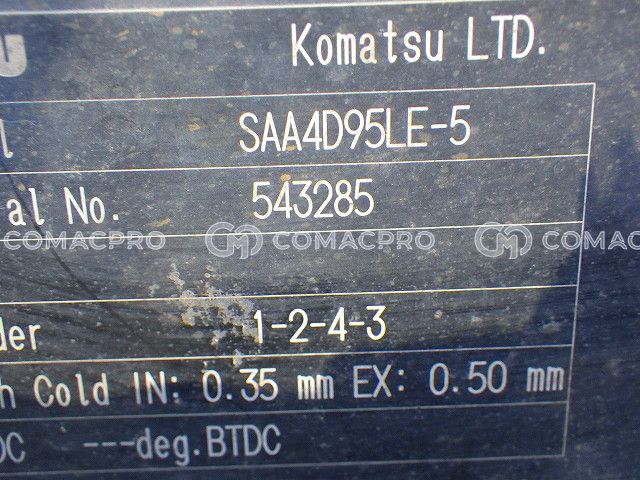 U Komatsu LTD.
l SAA4D95LE-5
al No. 543285
COMACPRO COMACPRO COMACPRO
der 1-2-4-3
h Cold IN: 0.35 mm EX: 0.50 mm
DC ---deg.BTDC